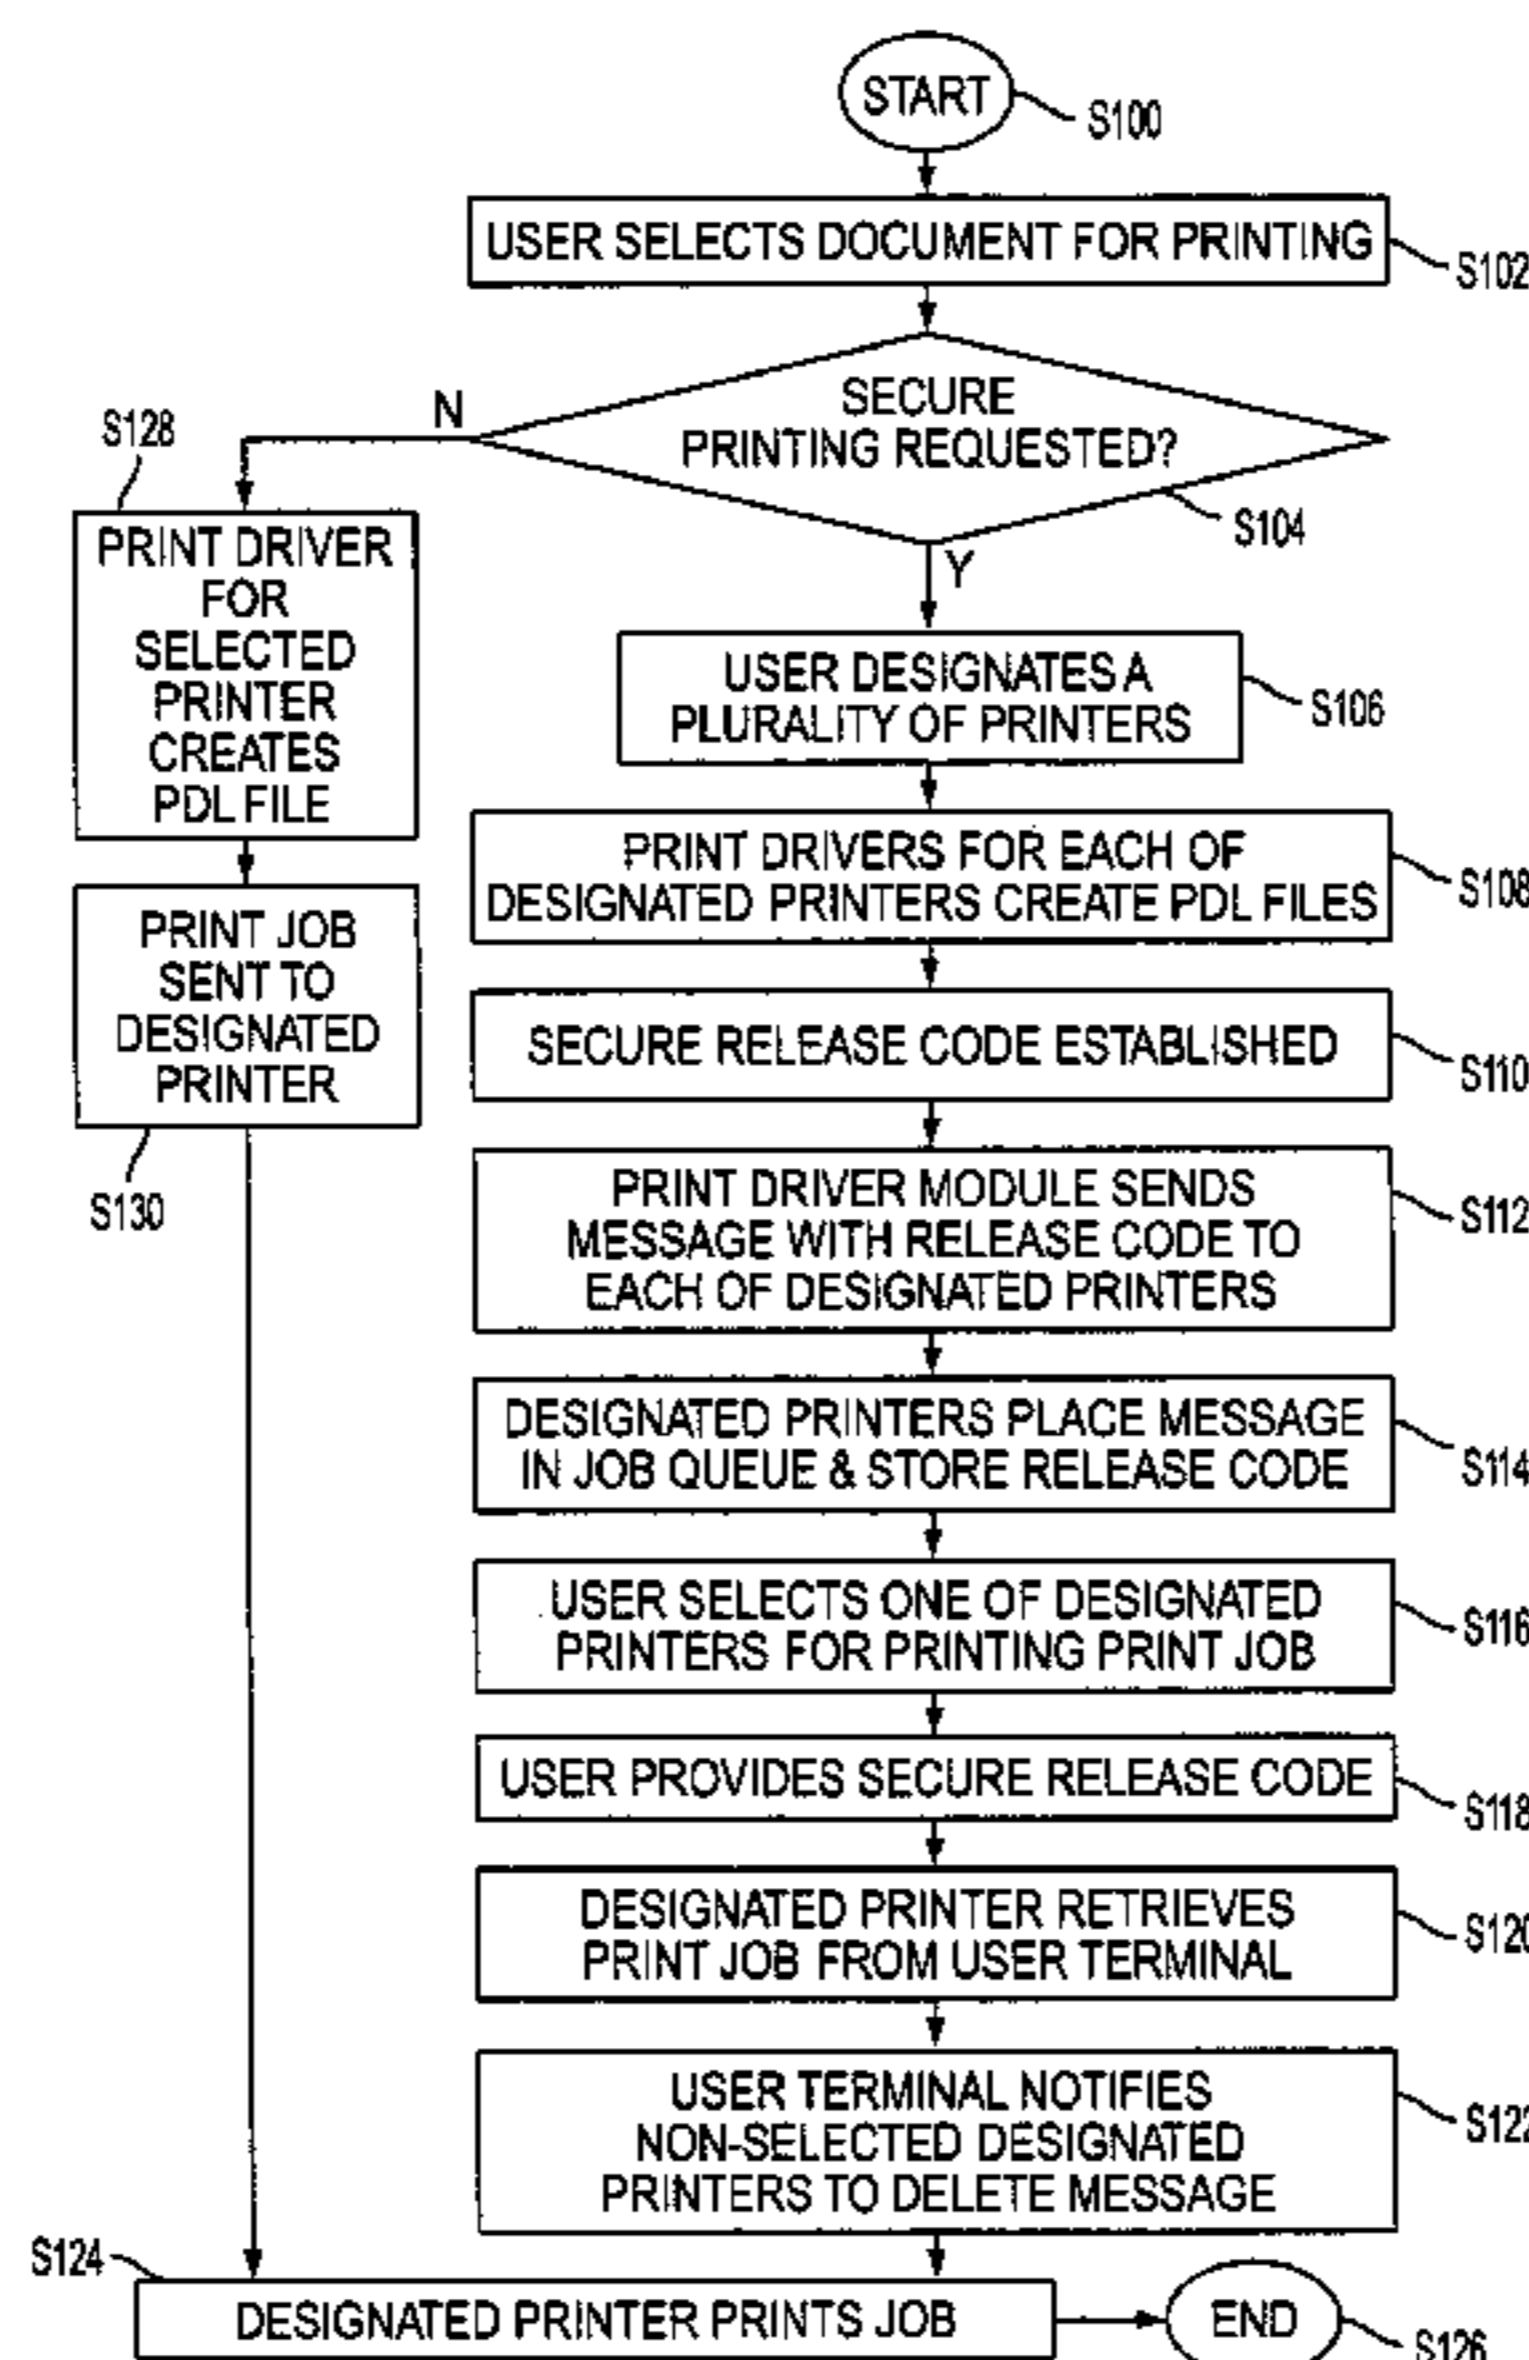 START
S100
USER SELECTS DOCUMENT FOR PRINTING
S102
SECURE
PRINTING REQUESTED?
S104
N
Y
S128
PRINT DRIVER
FOR
SELECTED
PRINTER
CREATES
PDL FILE
PRINT JOB
SENT TO
DESIGNATED
PRINTER
S130
USER DESIGNATES A
PLURALITY OF PRINTERS
S106
PRINT DRIVERS FOR EACH OF
DESIGNATED PRINTERS CREATE PDL FILES
S108
SECURE RELEASE CODE ESTABLISHED
S110
PRINT DRIVER MODULE SENDS
MESSAGE WITH RELEASE CODE TO
EACH OF DESIGNATED PRINTERS
S112
DESIGNATED PRINTERS PLACE MESSAGE
IN JOB QUEUE & STORE RELEASE CODE
S114
USER SELECTS ONE OF DESIGNATED
PRINTERS FOR PRINTING PRINT JOB
S116
USER PROVIDES SECURE RELEASE CODE
S118
DESIGNATED PRINTER RETRIEVES
PRINT JOB FROM USER TERMINAL
S120
USER TERMINAL NOTIFIES
NON-SELECTED DESIGNATED
PRINTERS TO DELETE MESSAGE
S122
S124
DESIGNATED PRINTER PRINTS JOB
END
S126